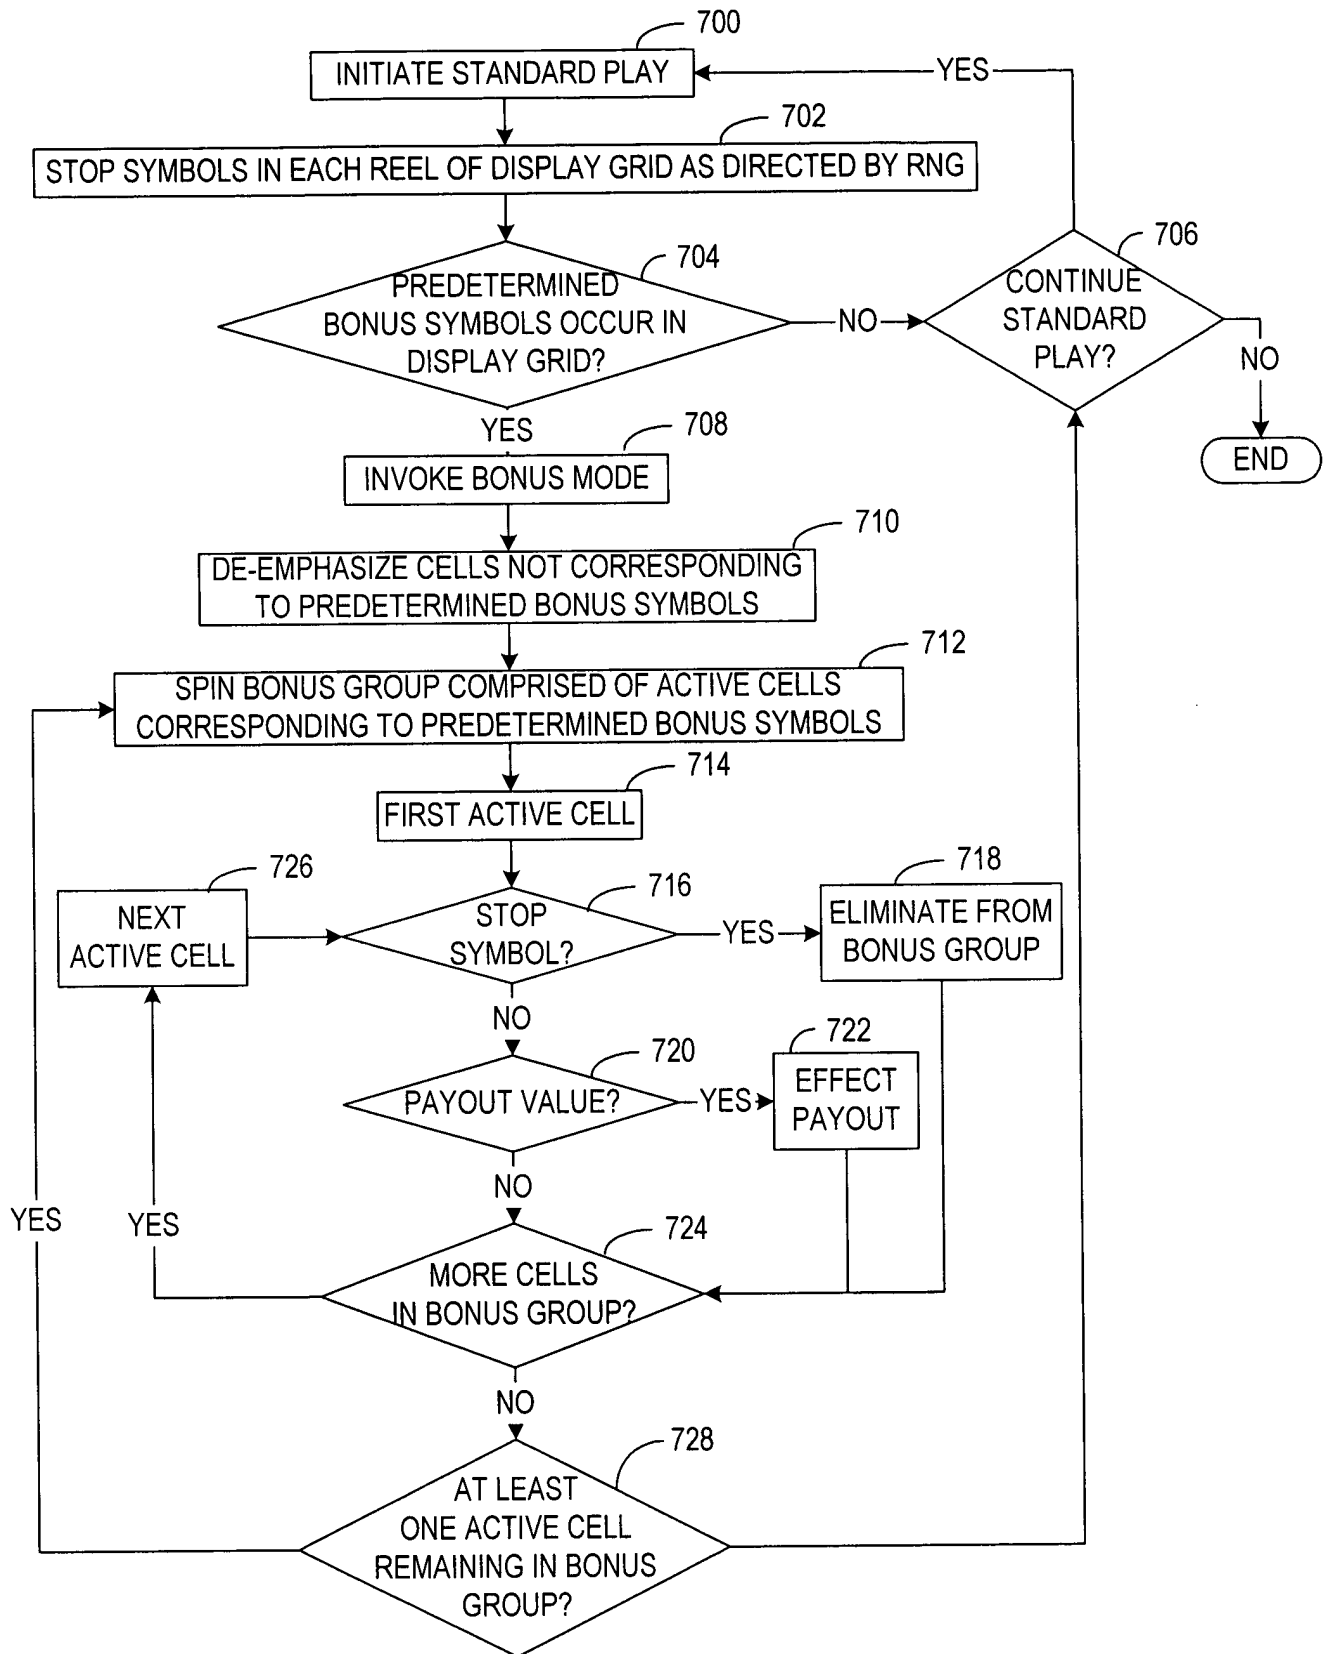 700
INITIATE STANDARD PLAY
YES
702
STOP SYMBOLS IN EACH REEL OF DISPLAY GRID AS DIRECTED BY RNG
704
PREDETERMINED
BONUS SYMBOLS OCCUR IN
DISPLAY GRID?
NO
706
CONTINUE
STANDARD
PLAY?
NO
END
YES
708
INVOKE BONUS MODE
710
DE-EMPHASIZE CELLS NOT CORRESPONDING
TO PREDETERMINED BONUS SYMBOLS
712
SPIN BONUS GROUP COMPRISED OF ACTIVE CELLS
CORRESPONDING TO PREDETERMINED BONUS SYMBOLS
714
FIRST ACTIVE CELL
726
NEXT
ACTIVE CELL
716
STOP
SYMBOL?
YES
718
ELIMINATE FROM
BONUS GROUP
NO
720
PAYOUT VALUE?
YES
722
EFFECT
PAYOUT
NO
YES
YES
724
MORE CELLS
IN BONUS GROUP?
NO
728
AT LEAST
ONE ACTIVE CELL
REMAINING IN BONUS
GROUP?